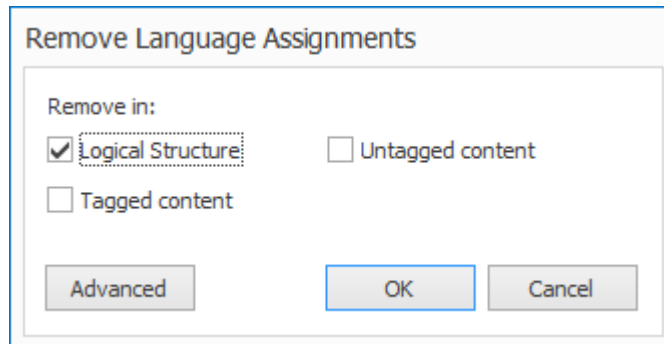 Remove Language Assignments
Remove in:
Logical Structure Untagged content
Tagged content
Advanced OK Cancel